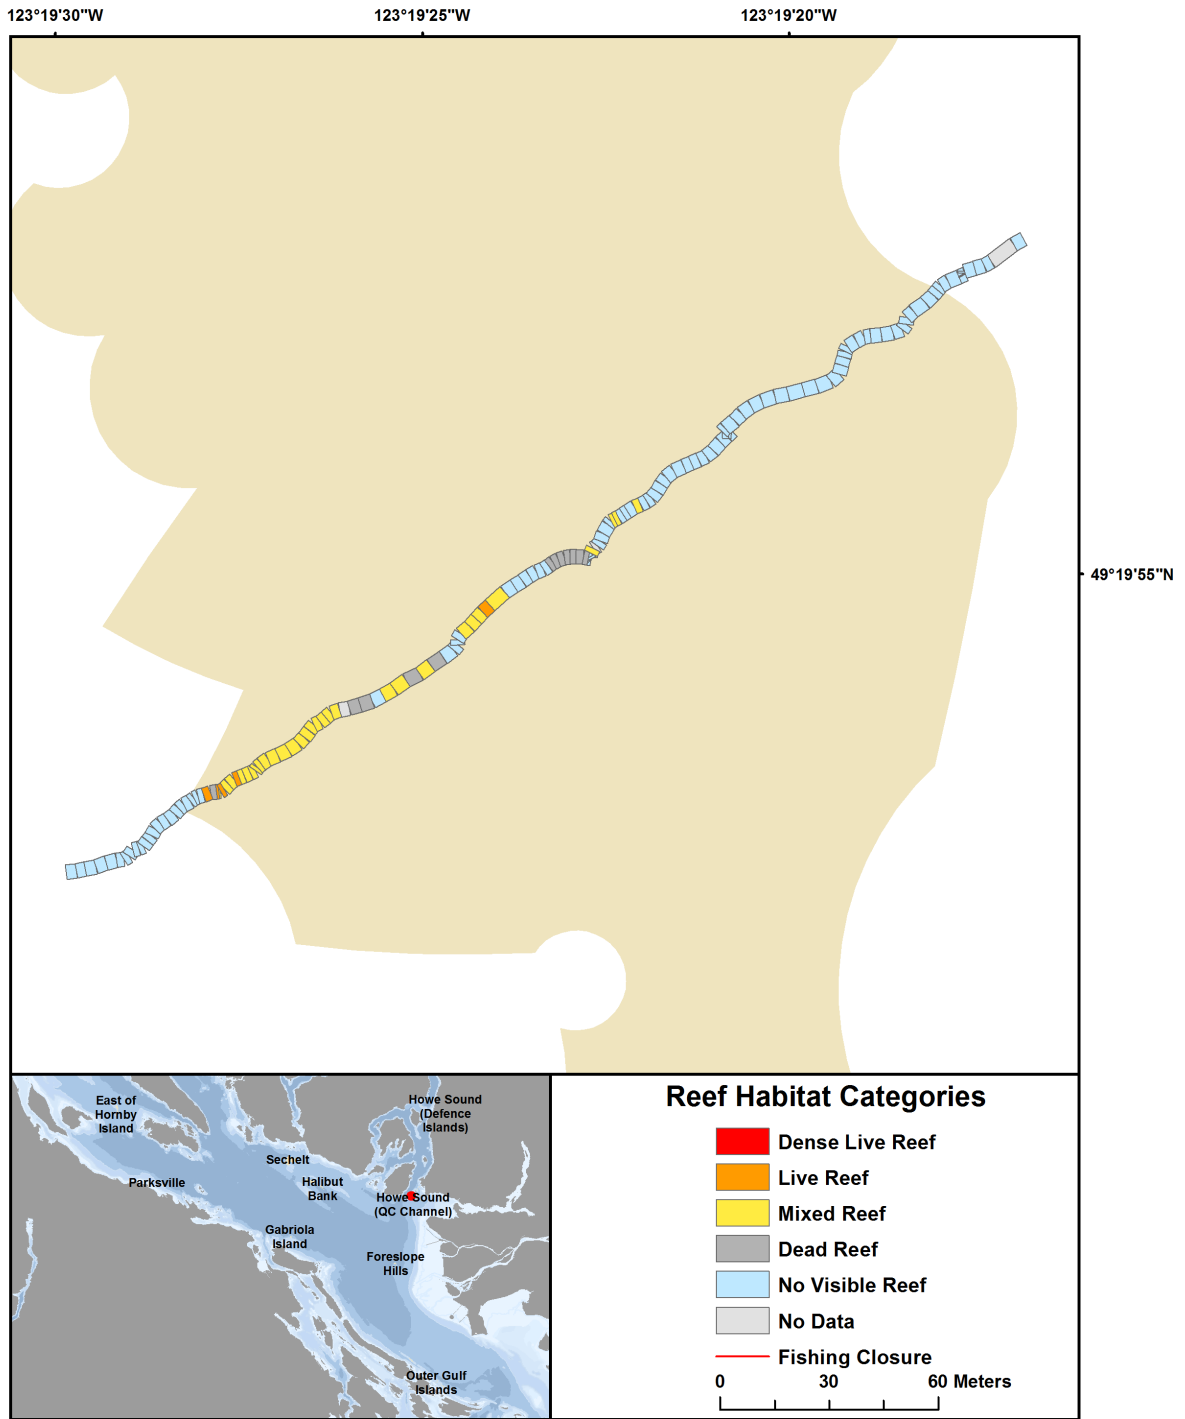 123°19'30"W
123°19'25"W
123°19'20"W
49°19'55"N
East of
Hornby
Island
Howe Sound
(Defence
Islands)
Sechelt
Parksville
Halibut
Bank
Howe Sound
(QC Channel)
Gabriola
Island
Foreslope
Hills
Outer Gulf
Islands
Reef Habitat Categories
Dense Live Reef
Live Reef
Mixed Reef
Dead Reef
No Visible Reef
No Data
Fishing Closure
0 30 60 Meters